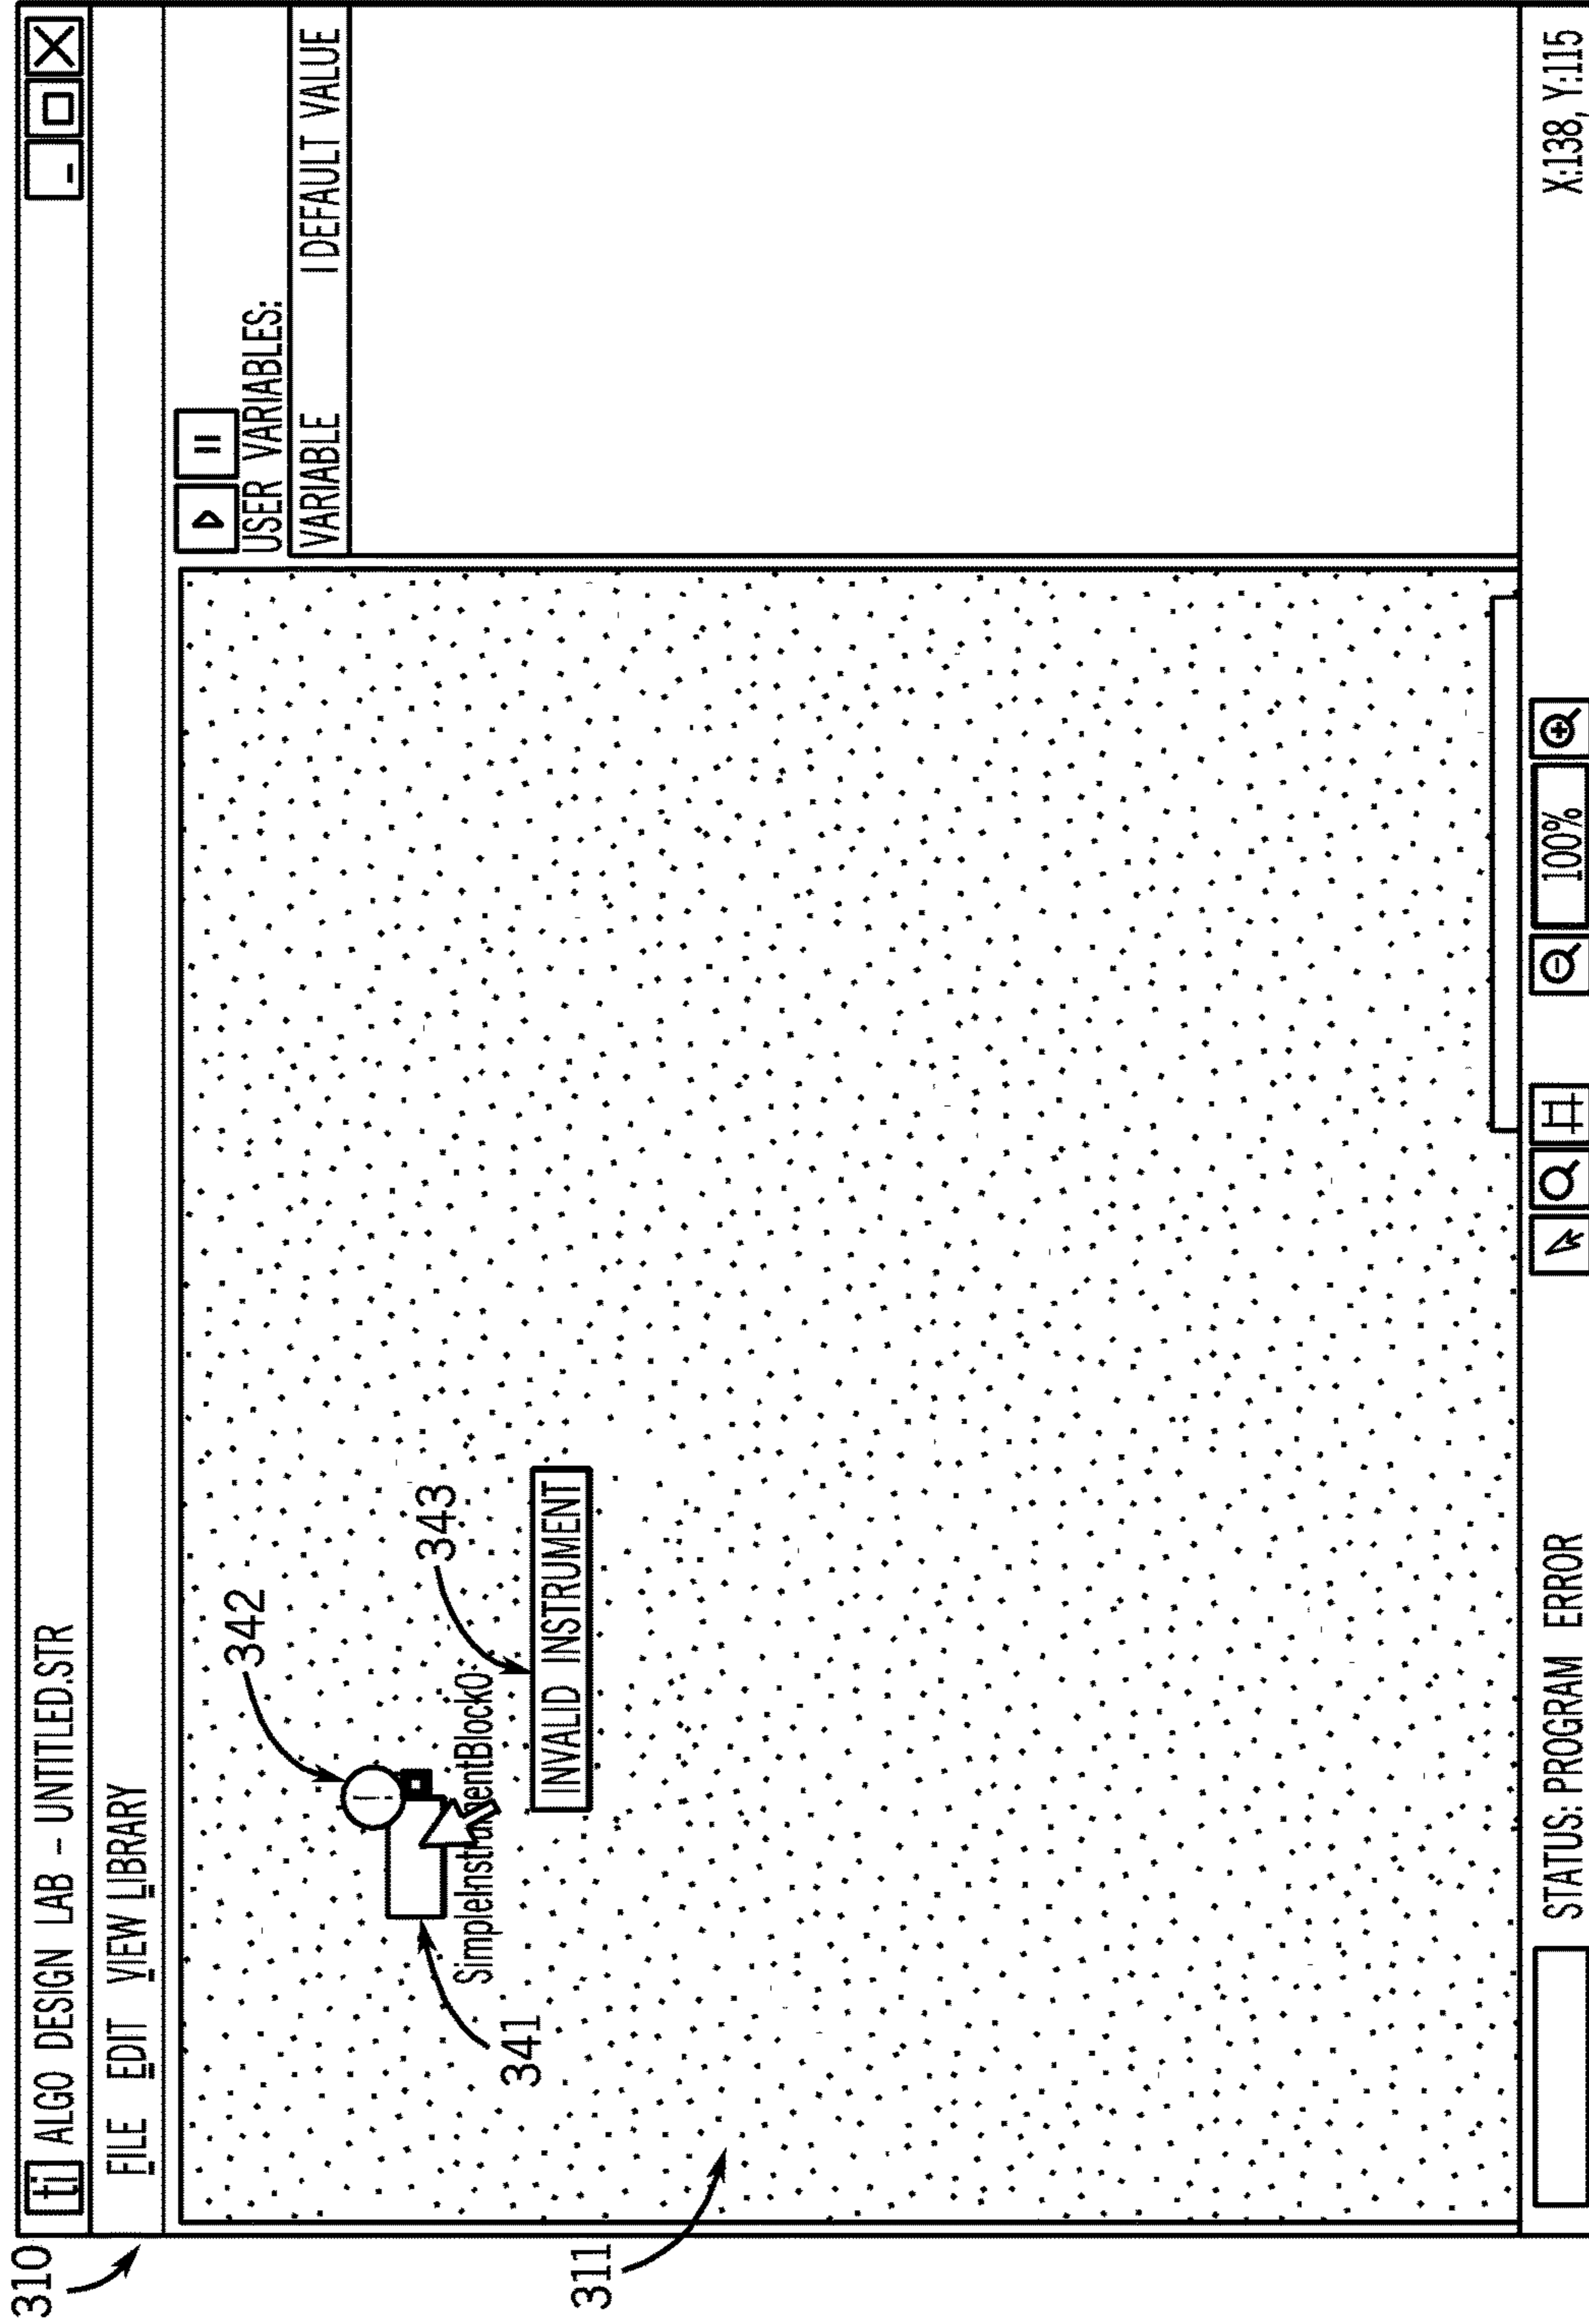 310
ti ALGO DESIGN LAB - UNTITLED.STR
FILE EDIT VIEW LIBRARY
USER VARIABLES:
VARIABLE | DEFAULT VALUE
342
343
341
SimpleInstrumentBlock0
INVALID INSTRUMENT
311
STATUS: PROGRAM ERROR
100%
X:138, Y:115